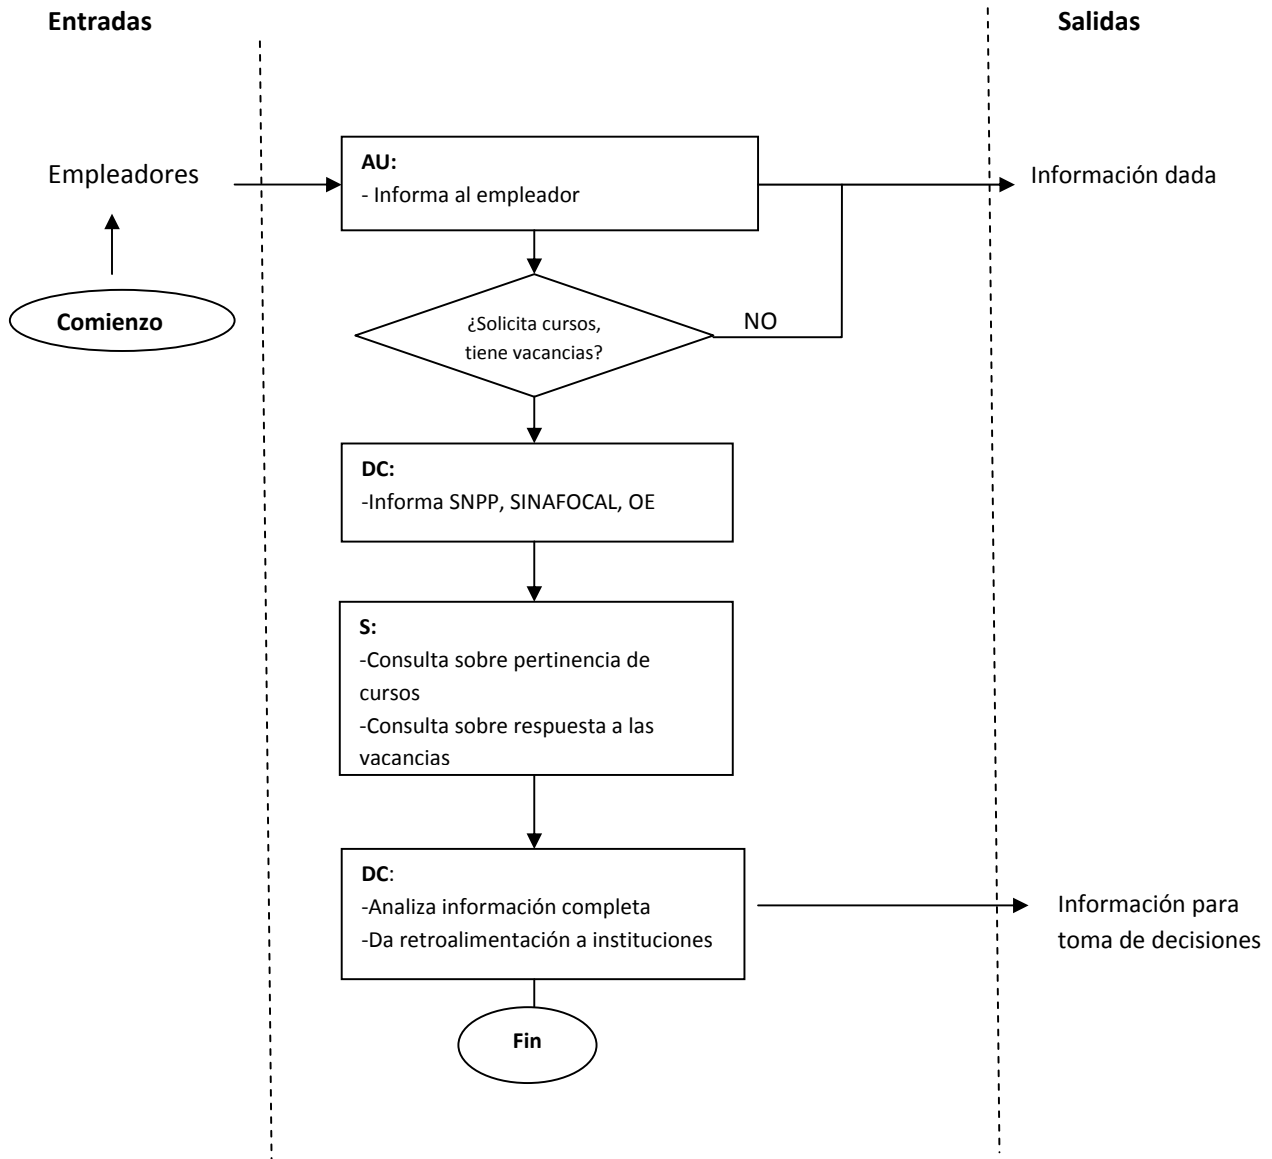 Entradas
Salidas
Empleadores
AU:
- Informa al empleador
Información dada
Comienzo
¿Solicita cursos,
tiene vacancias?
NO
DC:
-Informa SNPP, SINAFOCAL, OE
S:
-Consulta sobre pertinencia de
cursos
-Consulta sobre respuesta a las
vacancias
DC:
-Analiza información completa
-Da retroalimentación a instituciones
Información para
toma de decisiones
Fin